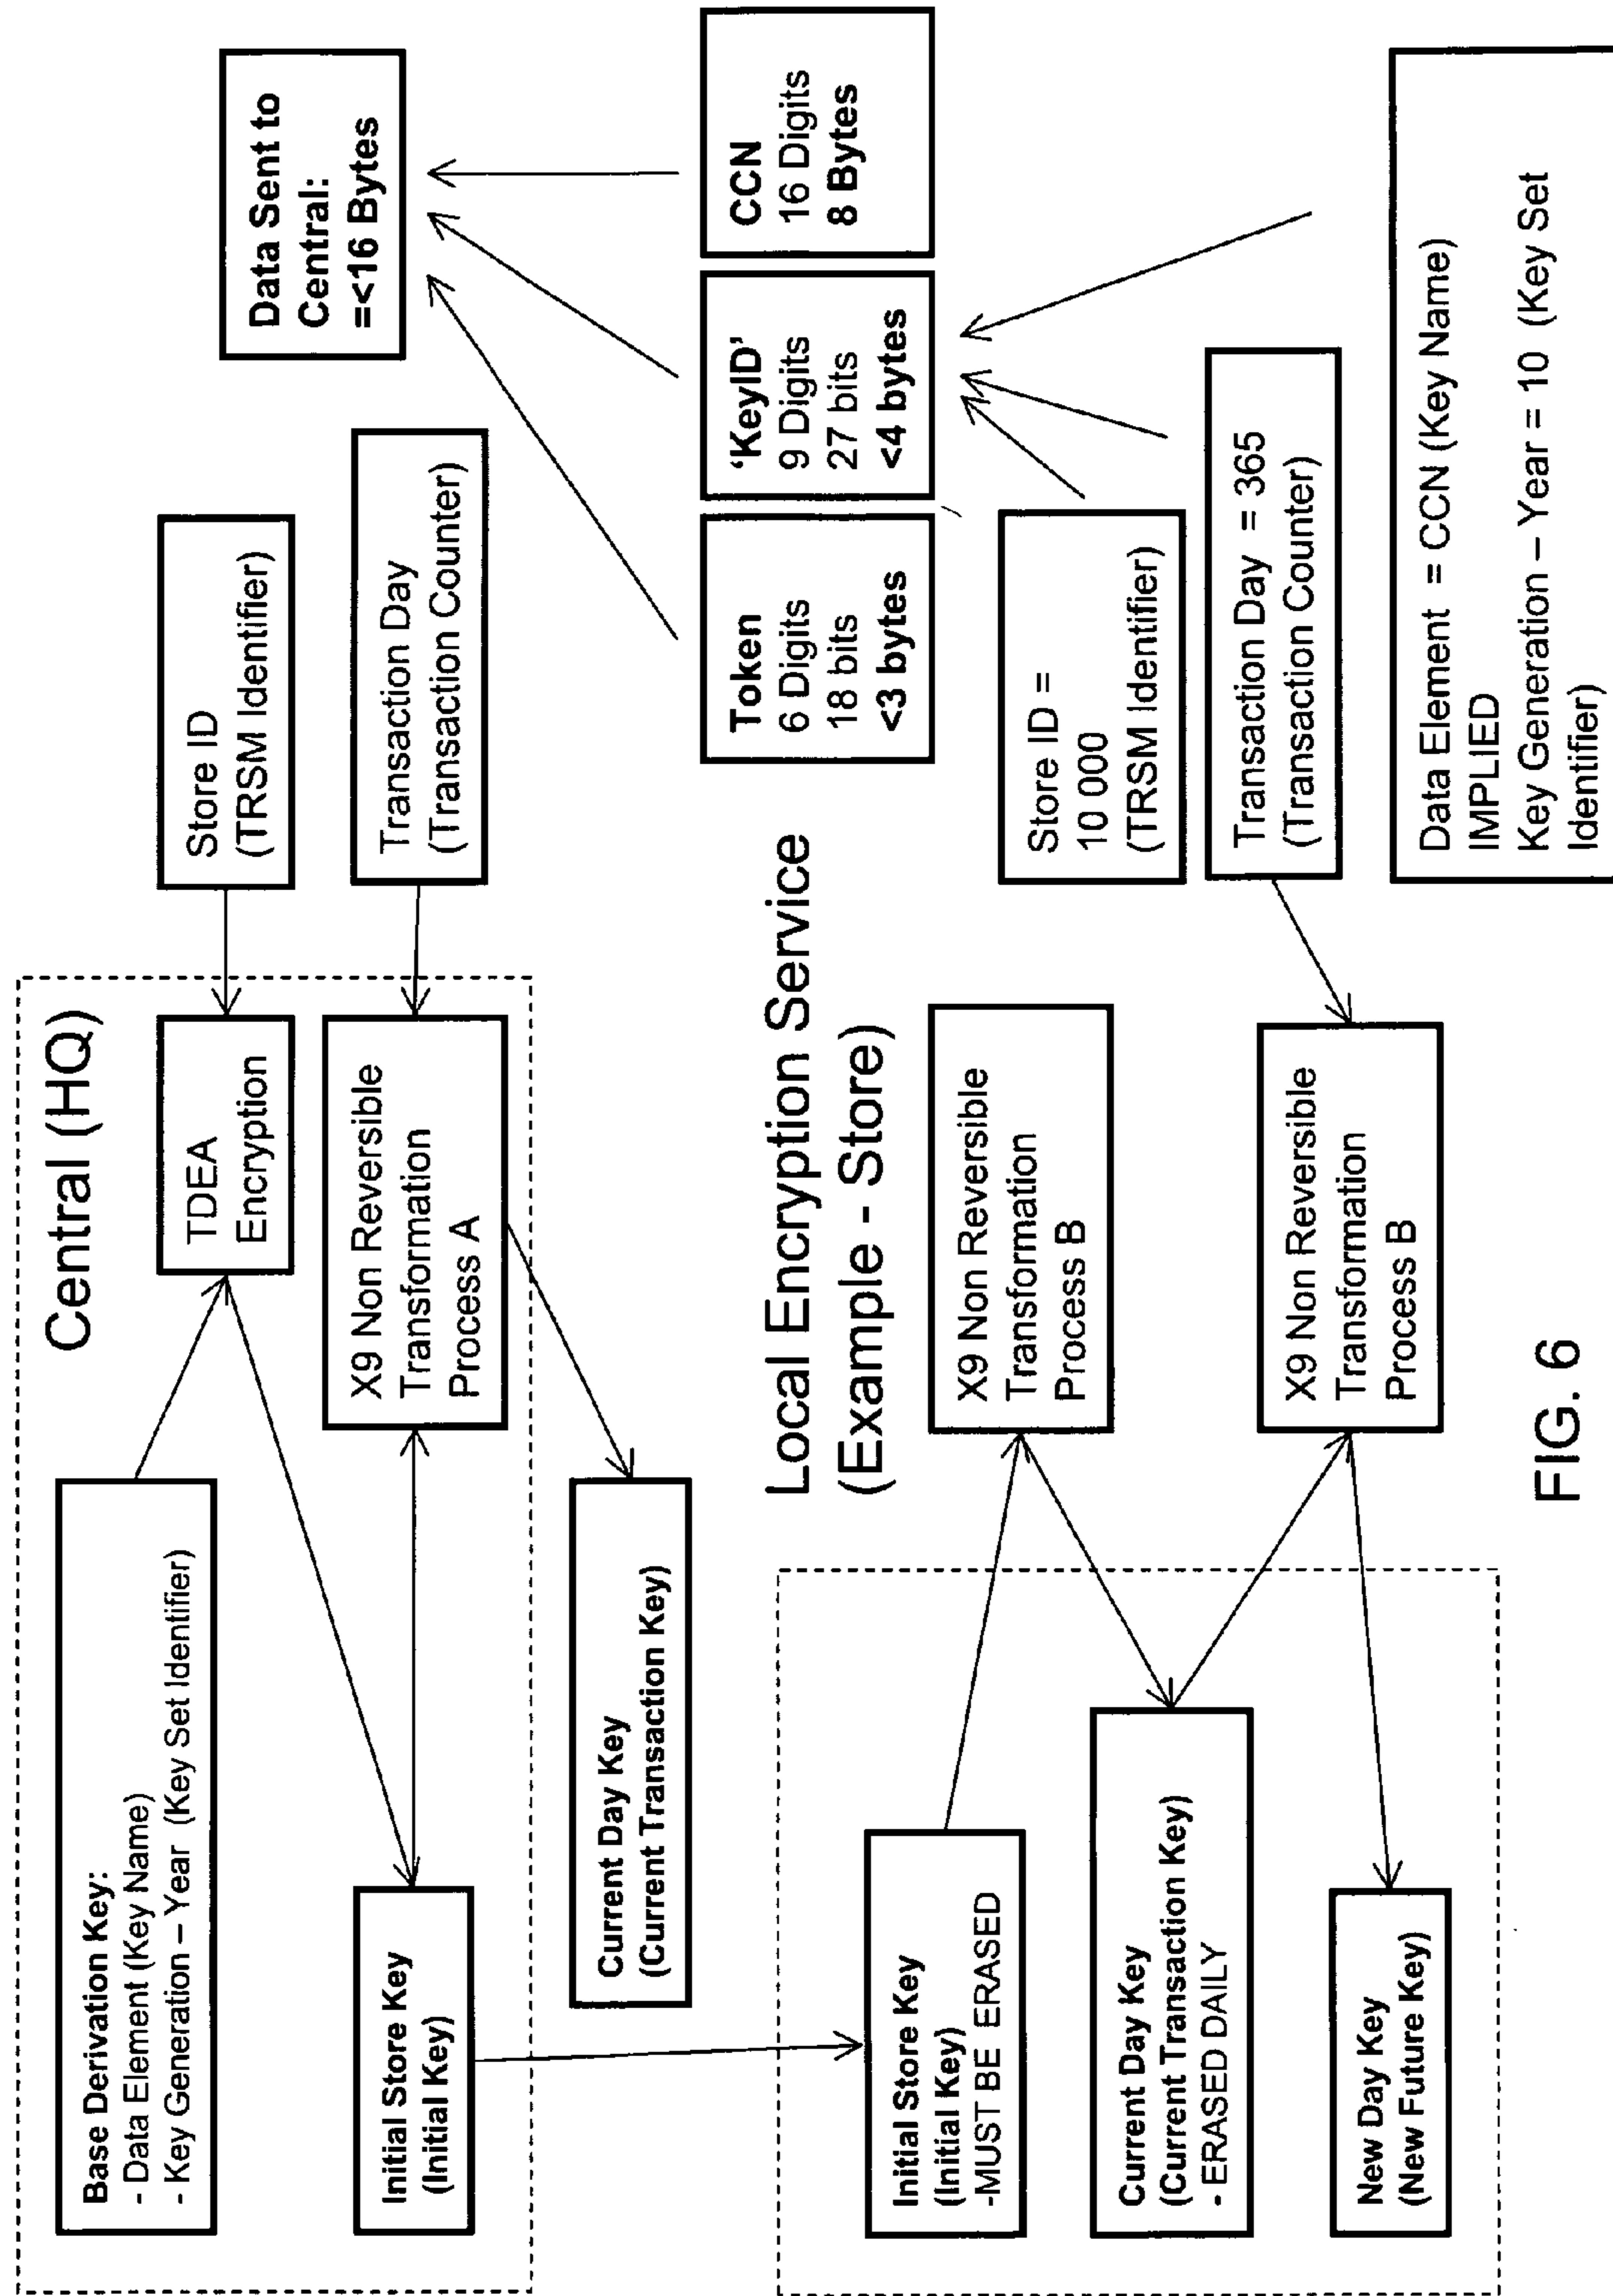 Central (HQ)
Base Derivation Key:
- Data Element (Key Name)
- Key Generation – Year (Key Set Identifier)
TDEA
Encryption
Store ID
(TRSM Identifier)
Initial Store Key
(Initial Key)
X9 Non Reversible
Transformation
Process A
Transaction Day
(Transaction Counter)
Current Day Key
(Current Transaction Key)
Data Sent to
Central:
=<16 Bytes
Token
6 Digits
18 bits
<3 bytes
‘KeyID’
9 Digits
27 bits
<4 bytes
CCN
16 Digits
8 Bytes
Local Encryption Service
(Example - Store)
Initial Store Key
(Initial Key)
-MUST BE ERASED
X9 Non Reversible
Transformation
Process B
Store ID =
10 000
(TRSM Identifier)
Current Day Key
(Current Transaction Key)
- ERASED DAILY
Transaction Day = 365
(Transaction Counter)
New Day Key
(New Future Key)
X9 Non Reversible
Transformation
Process B
Data Element = CCN (Key Name)
IMPLIED
Key Generation – Year = 10 (Key Set
Identifier)
FIG. 6